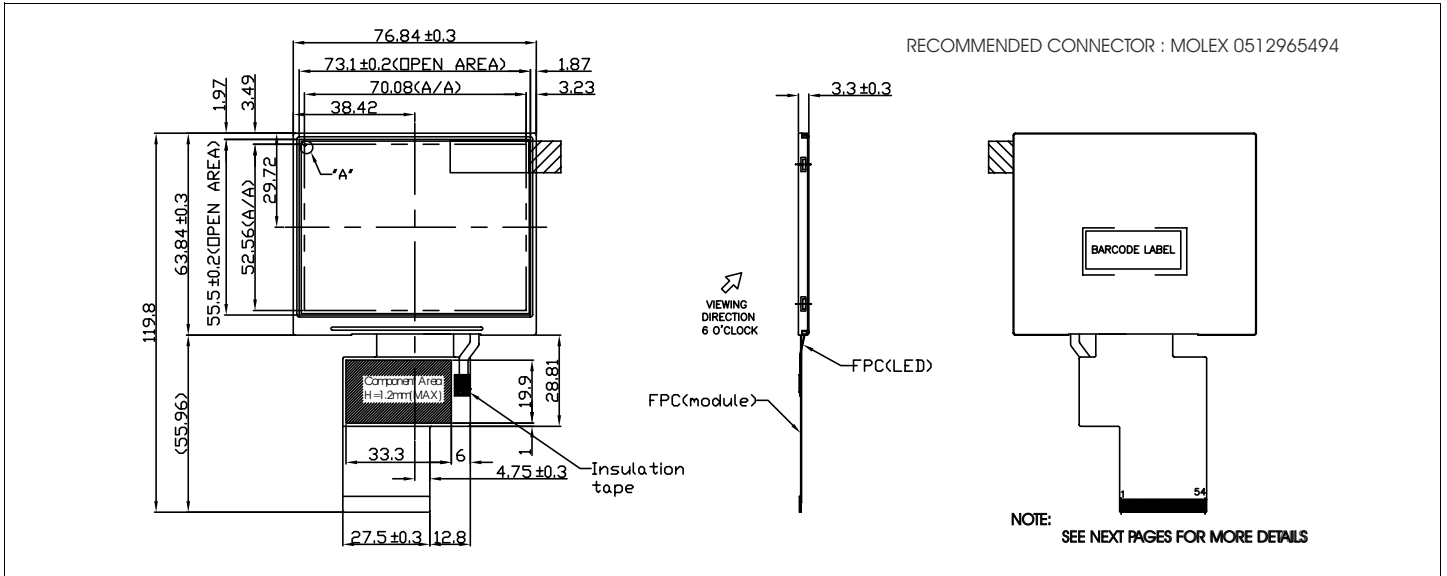 RECOMMENDED CONNECTOR : MOLEX 0512965494
76.84 ±0.3
73.1 ±0.2(OPEN AREA)
1.87
70.08(A/A)
3.23
38.42
1.97
3.49
29.72
"A"
119.8
63.84 ±0.3
55.5 ±0.2(OPEN AREA)
52.56(A/A)
(55.96)
Component Area
H=1.2mm(MAX)
19.9
28.81
33.3
6
1
4.75 ±0.3
Insulation
tape
27.5 ±0.3
12.8
3.3 ±0.3
VIEWING
DIRECTION
6 O'CLOCK
FPC(LED)
FPC(module)
BARCODE LABEL
1
54
NOTE:
SEE NEXT PAGES FOR MORE DETAILS